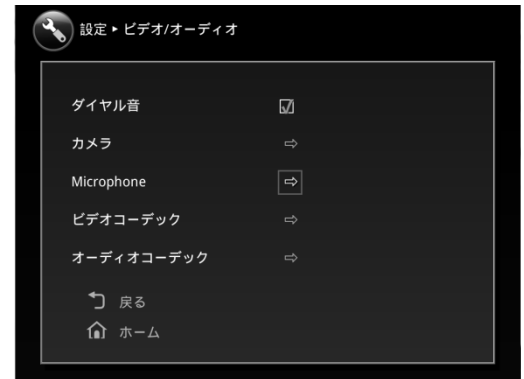 設定 ▸ ビデオ/オーディオ
ダイヤル音
カメラ
Microphone
ビデオコーデック
オーディオコーデック
戻る
ホーム